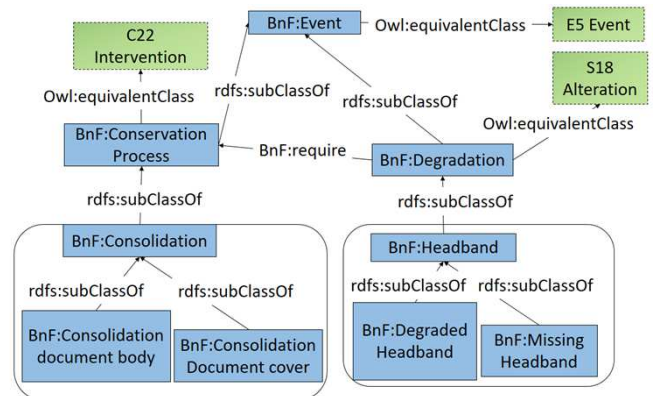 BnF:Event
Owl:equivalentClass
E5 Event
C22
Intervention
S18
Alteration
Owl:equivalentClass
rdfs:subClassOf
rdfs:subClassOf
Owl:equivalentClass
BnF:Conservation
Process
BnF:require
BnF:Degradation
rdfs:subClassOf
rdfs:subClassOf
BnF:Consolidation
BnF:Headband
rdfs:subClassOf
rdfs:subClassOf
rdfs:subClassOf
rdfs:subClassOf
BnF:Consolidation
document body
BnF:Consolidation
Document cover
BnF:Degraded
Headband
BnF:Missing
Headband